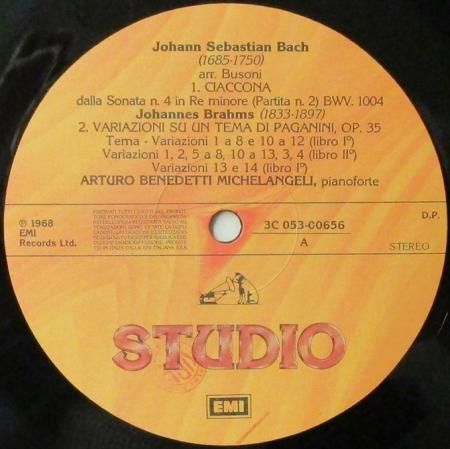 Johann Sebastian Bach
(1685-1750)
arr. Busoni
1. CIACCONA
dalla Sonata n. 4 in Re minore (Partita n. 2) BWV. 1004
Johannes Brahms (1833-1897)
2. VARIAZIONI SU UN TEMA DI PAGANINI, OP. 35
Tema - Variazioni 1 a 8 e 10 a 12 (libro I°)
Variazioni 1, 2, 5 a 8, 10 a 13, 3, 4 (libro II°)
Variazioni 13 e 14 (libro I°)
ARTURO BENEDETTI MICHELANGELI, pianoforte
℗ 1968
EMI
Records Ltd.
3C 053-00656
A
D.P.
STEREO
STUDIO
EMI